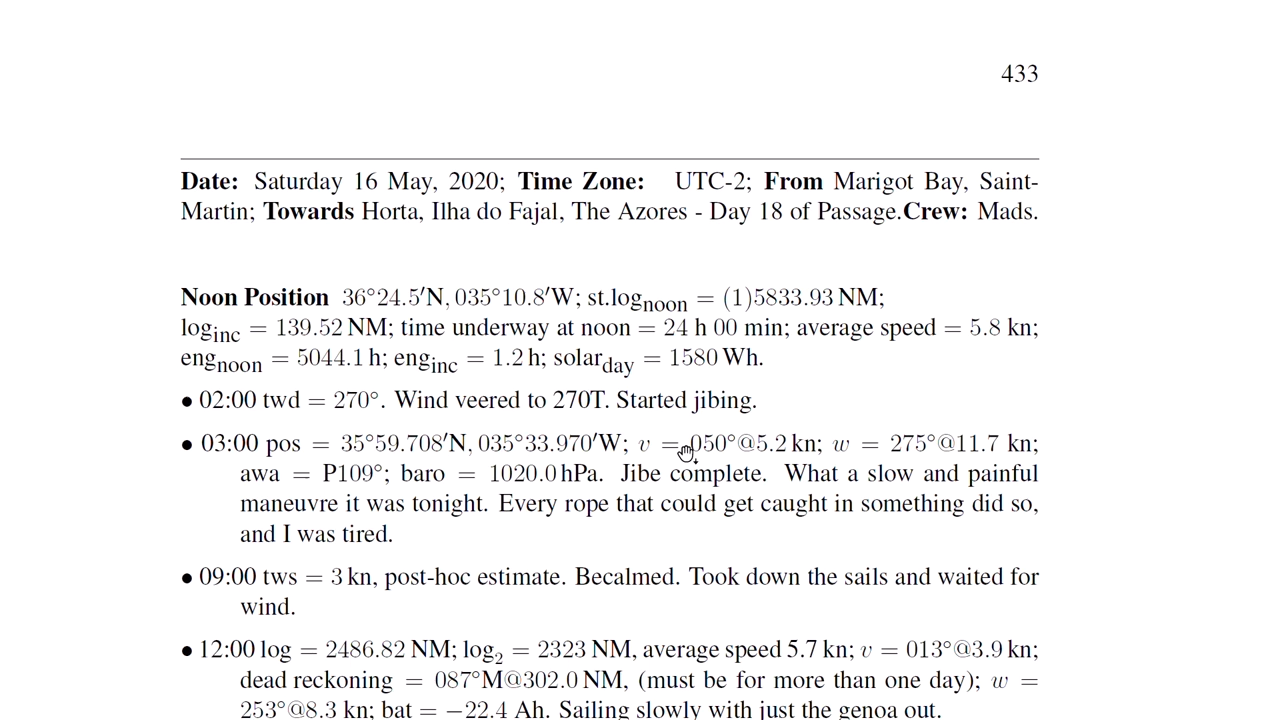 433
Date: Saturday 16 May, 2020; Time Zone: UTC-2; From Marigot Bay, Saint-
Martin; Towards Horta, Ilha do Fajal, The Azores - Day 18 of Passage.Crew: Mads.
Noon Position 36°24.5′N, 035°10.8′W; st.log_noon = (1)5833.93 NM;
log_inc = 139.52 NM; time underway at noon = 24 h 00 min; average speed = 5.8 kn;
eng_noon = 5044.1 h; eng_inc = 1.2 h; solar_day = 1580 Wh.
• 02:00 twd = 270°. Wind veered to 270T. Started jibing.
• 03:00 pos = 35°59.708′N, 035°33.970′W; v = 050°@5.2 kn; w = 275°@11.7 kn;
awa = P109°; baro = 1020.0 hPa. Jibe complete. What a slow and painful
maneuvre it was tonight. Every rope that could get caught in something did so,
and I was tired.
• 09:00 tws = 3 kn, post-hoc estimate. Becalmed. Took down the sails and waited for
wind.
• 12:00 log = 2486.82 NM; log₂ = 2323 NM, average speed 5.7 kn; v = 013°@3.9 kn;
dead reckoning = 087°M@302.0 NM, (must be for more than one day); w =
253°@8.3 kn; bat = −22.4 Ah. Sailing slowly with just the genoa out.